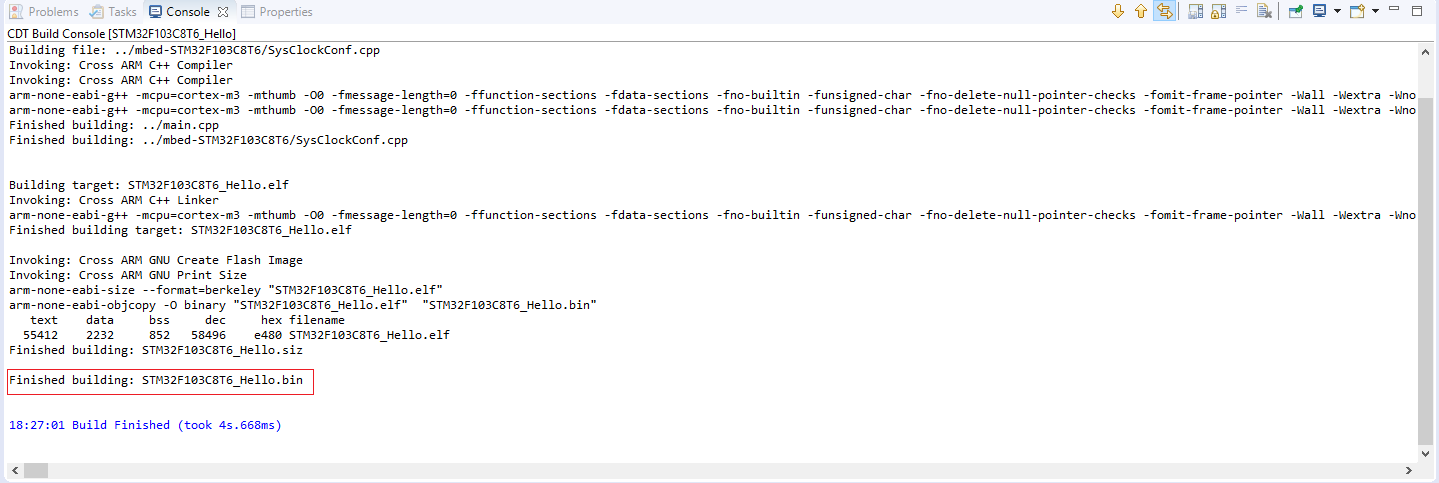 Problems Tasks Console Properties
CDT Build Console [STM32F103C8T6_Hello]
Building file: ../mbed-STM32F103C8T6/SysClockConf.cpp
Invoking: Cross ARM C++ Compiler
Invoking: Cross ARM C++ Compiler
arm-none-eabi-g++ -mcpu=cortex-m3 -mthumb -O0 -fmessage-length=0 -ffunction-sections -fdata-sections -fno-builtin -funsigned-char -fno-delete-null-pointer-checks -fomit-frame-pointer -Wall -Wextra -Wno
arm-none-eabi-g++ -mcpu=cortex-m3 -mthumb -O0 -fmessage-length=0 -ffunction-sections -fdata-sections -fno-builtin -funsigned-char -fno-delete-null-pointer-checks -fomit-frame-pointer -Wall -Wextra -Wno
Finished building: ../main.cpp
Finished building: ../mbed-STM32F103C8T6/SysClockConf.cpp
Building target: STM32F103C8T6_Hello.elf
Invoking: Cross ARM C++ Linker
arm-none-eabi-g++ -mcpu=cortex-m3 -mthumb -O0 -fmessage-length=0 -ffunction-sections -fdata-sections -fno-builtin -funsigned-char -fno-delete-null-pointer-checks -fomit-frame-pointer -Wall -Wextra -Wno
Finished building target: STM32F103C8T6_Hello.elf
Invoking: Cross ARM GNU Create Flash Image
Invoking: Cross ARM GNU Print Size
arm-none-eabi-size --format=berkeley "STM32F103C8T6_Hello.elf"
arm-none-eabi-objcopy -O binary "STM32F103C8T6_Hello.elf"  "STM32F103C8T6_Hello.bin"
text data bss dec hex filename
55412 2232 852 58496 e480 STM32F103C8T6_Hello.elf
Finished building: STM32F103C8T6_Hello.siz
Finished building: STM32F103C8T6_Hello.bin
18:27:01 Build Finished (took 4s.668ms)